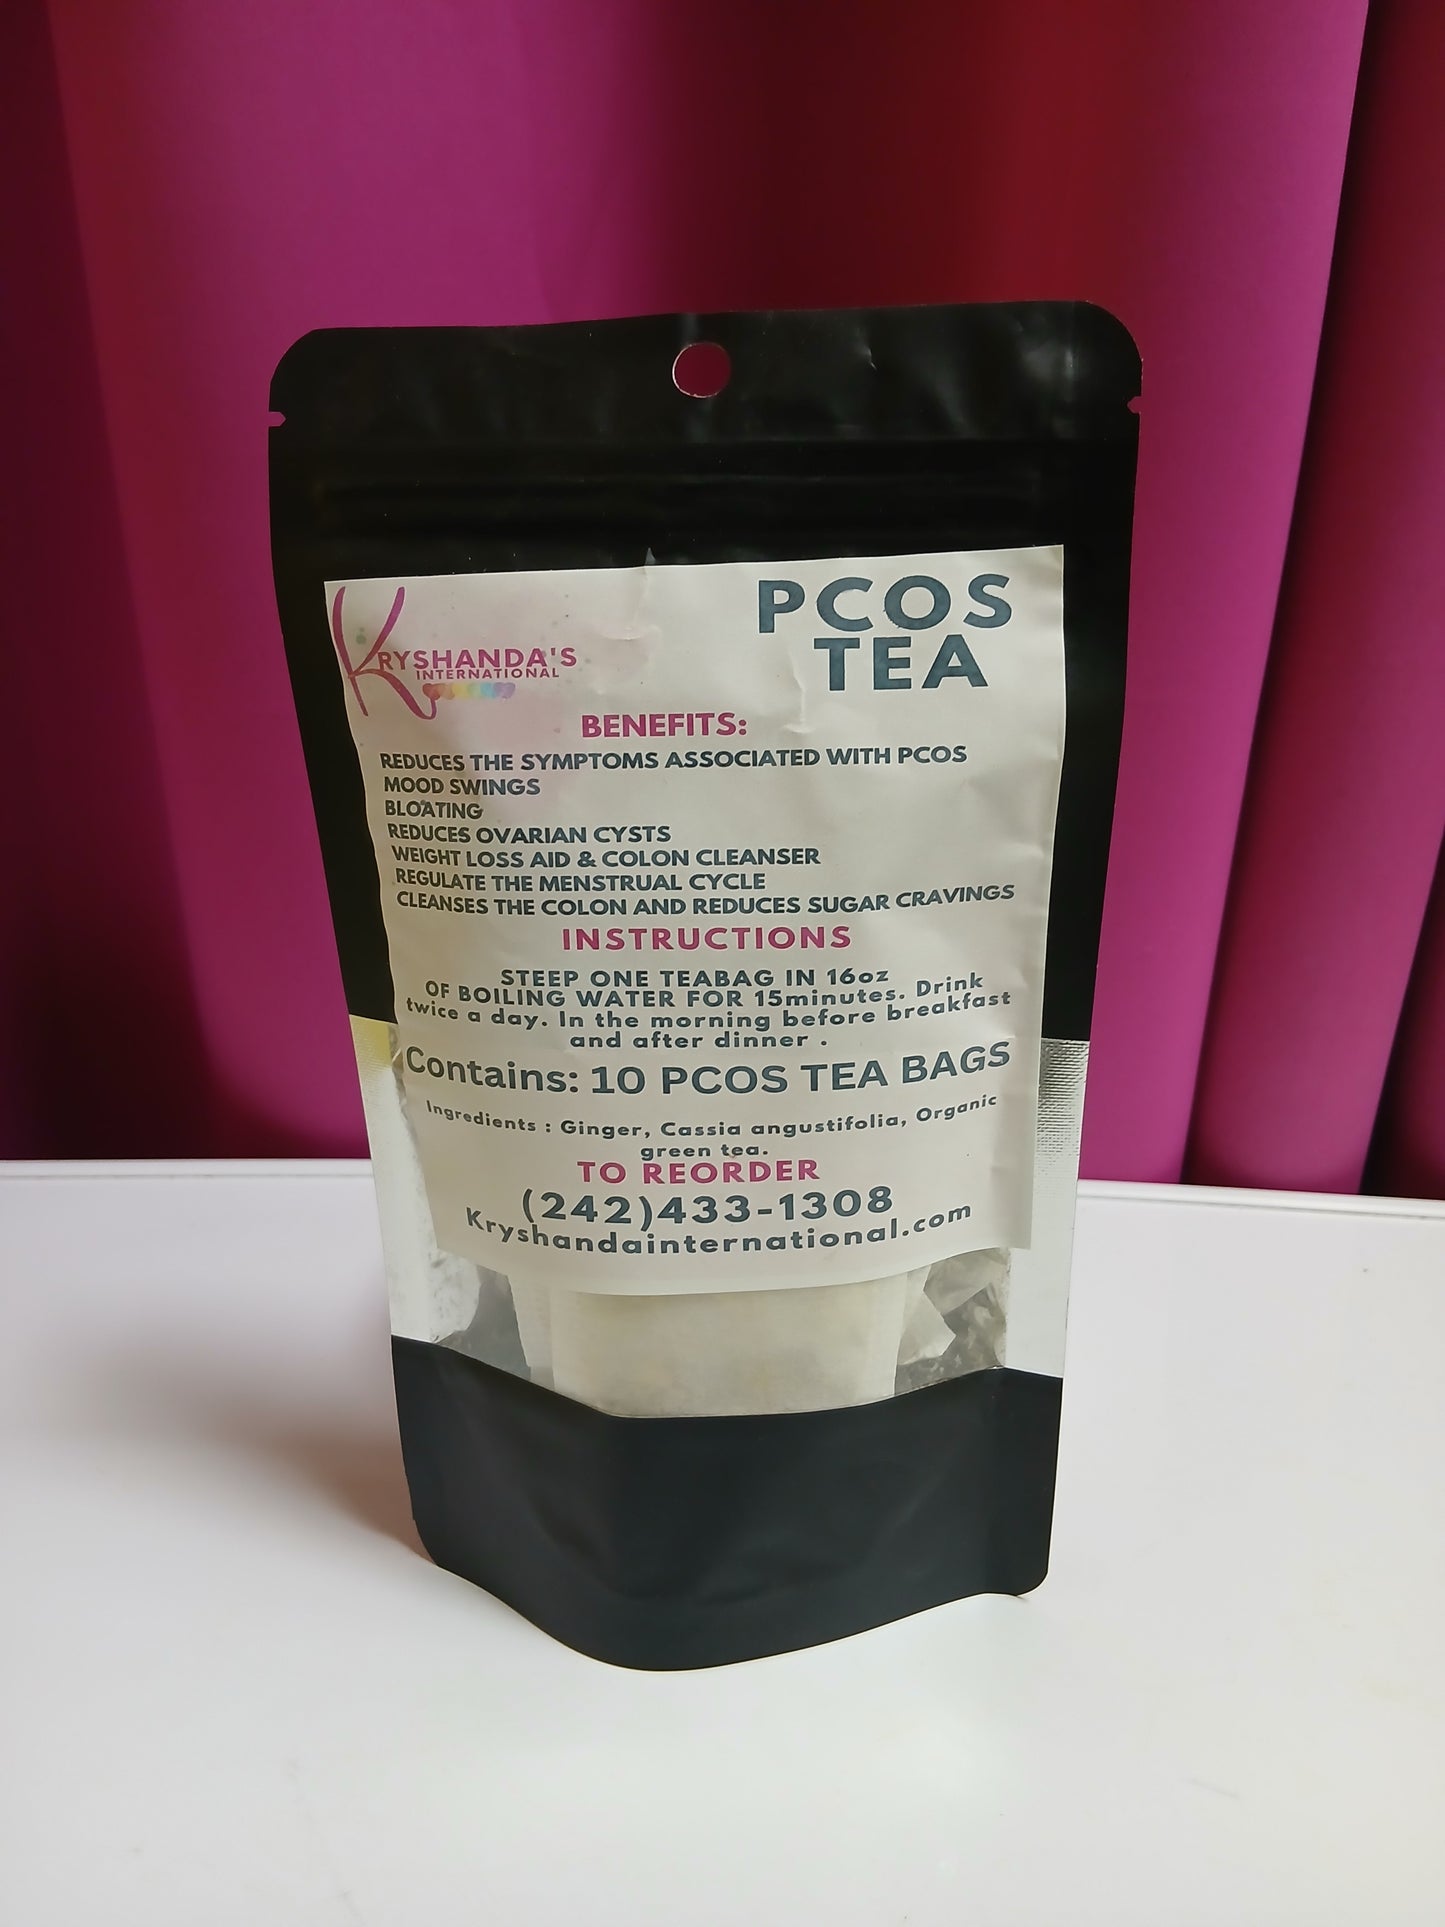 KRYSHANDA'S
INTERNATIONAL
PCOS
TEA
BENEFITS:
REDUCES THE SYMPTOMS ASSOCIATED WITH PCOS
MOOD SWINGS
BLOATING
REDUCES OVARIAN CYSTS
WEIGHT LOSS AID & COLON CLEANSER
REGULATE THE MENSTRUAL CYCLE
CLEANSES THE COLON AND REDUCES SUGAR CRAVINGS
INSTRUCTIONS
STEEP ONE TEABAG IN 16oz
OF BOILING WATER FOR 15minutes. Drink
twice a day. In the morning before breakfast
and after dinner .
Contains: 10 PCOS TEA BAGS
Ingredients : Ginger, Cassia angustifolia, Organic
green tea.
TO REORDER
(242)433-1308
Kryshandainternational.com